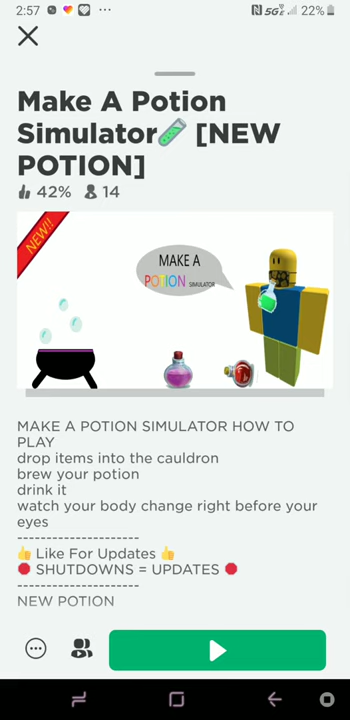 2:57 ... 5G 22%
Make A Potion
Simulator🧪 [NEW
POTION]
42% 14
NEW!!
MAKE A
POTION SIMULATOR
MAKE A POTION SIMULATOR HOW TO
PLAY
drop items into the cauldron
brew your potion
drink it
watch your body change right before your
eyes
---------------------
👍 Like For Updates 👍
🛑 SHUTDOWNS = UPDATES 🛑
---------------------
NEW POTION